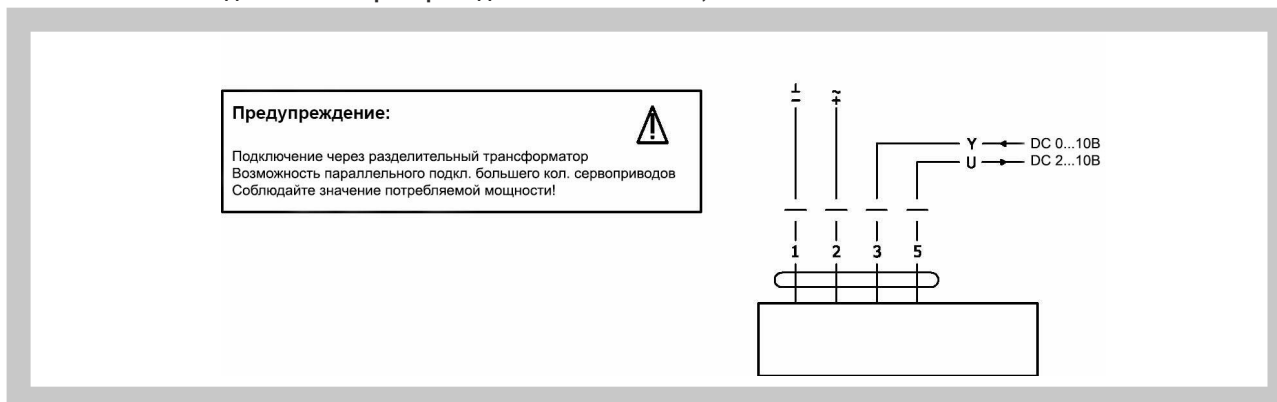 Предупреждение:
Подключение через разделительный трансформатор
Возможность параллельного подкл. большего кол. сервоприводов
Соблюдайте значение потребляемой мощности!
⊥ ~
− +
Y DC 0...10В
U DC 2...10В
1 2 3 5